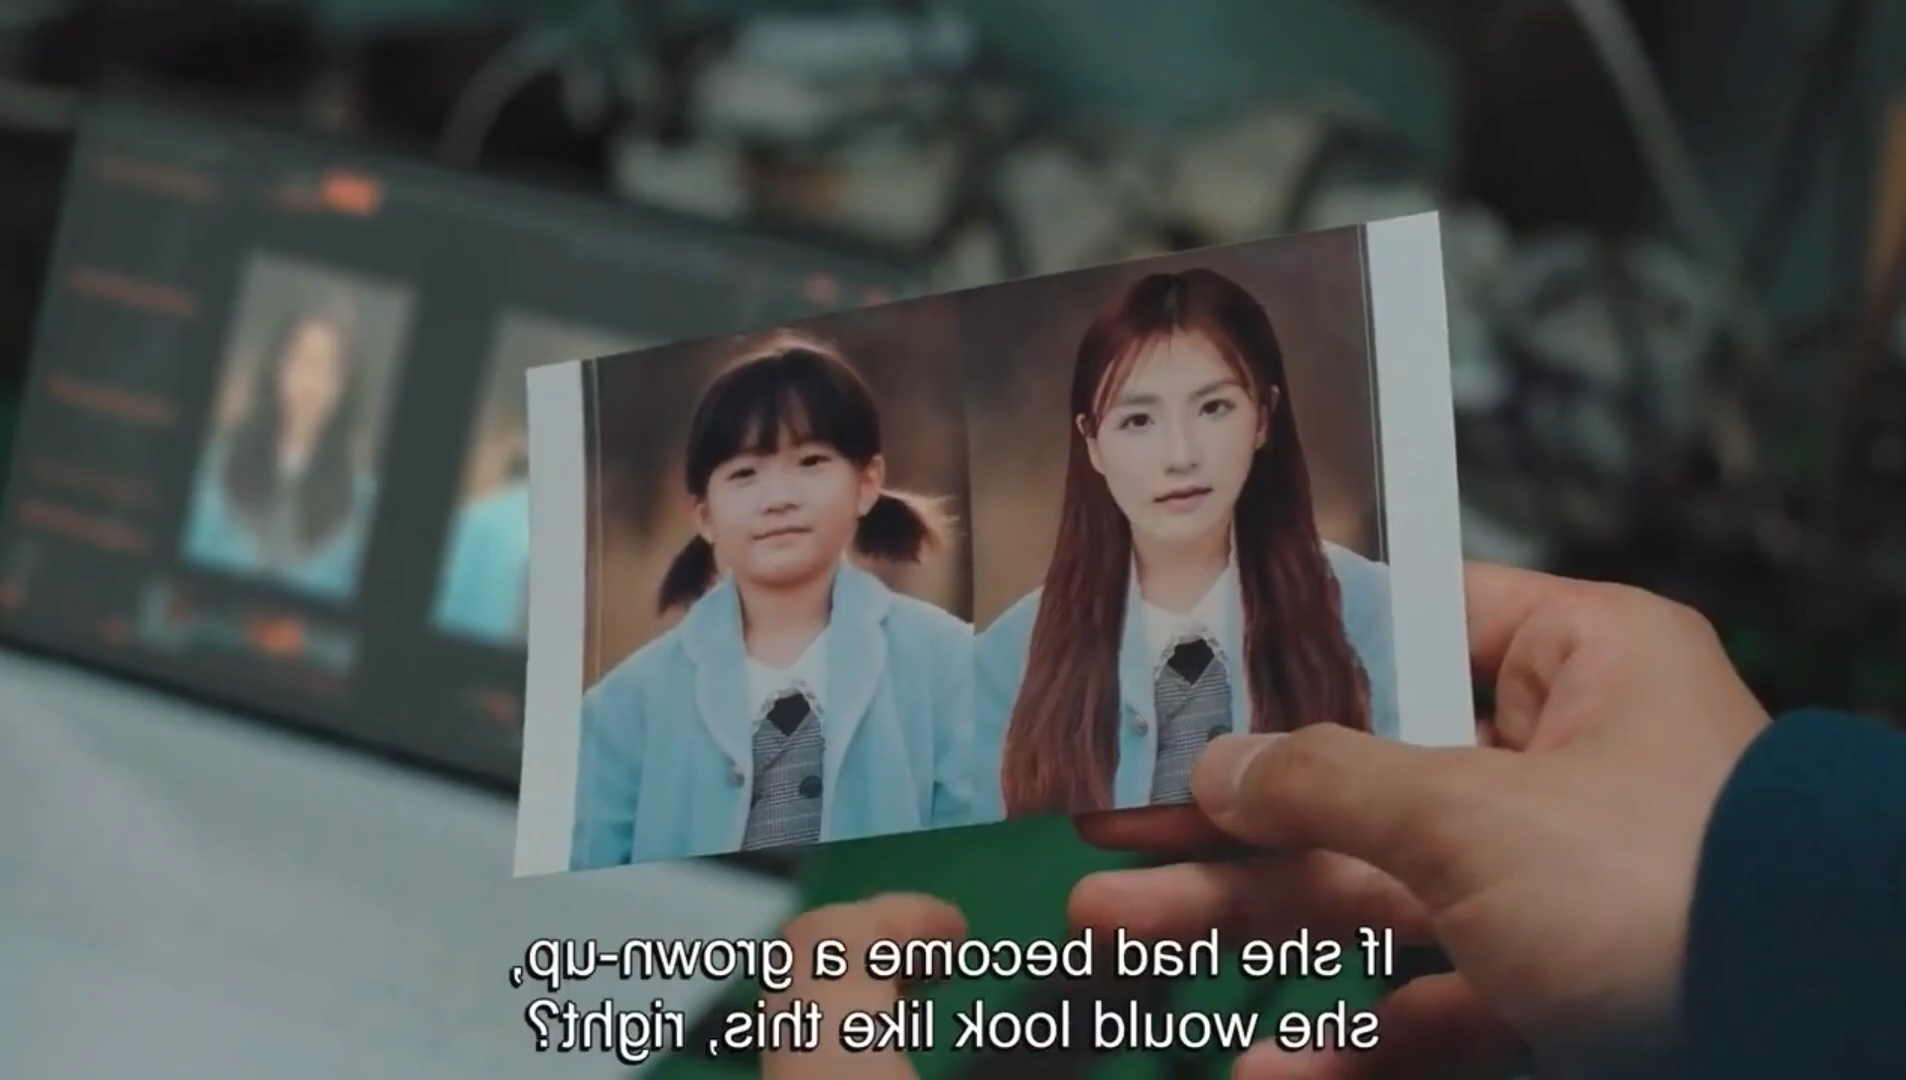 If she had become a grown-up,
she would look like this, right?